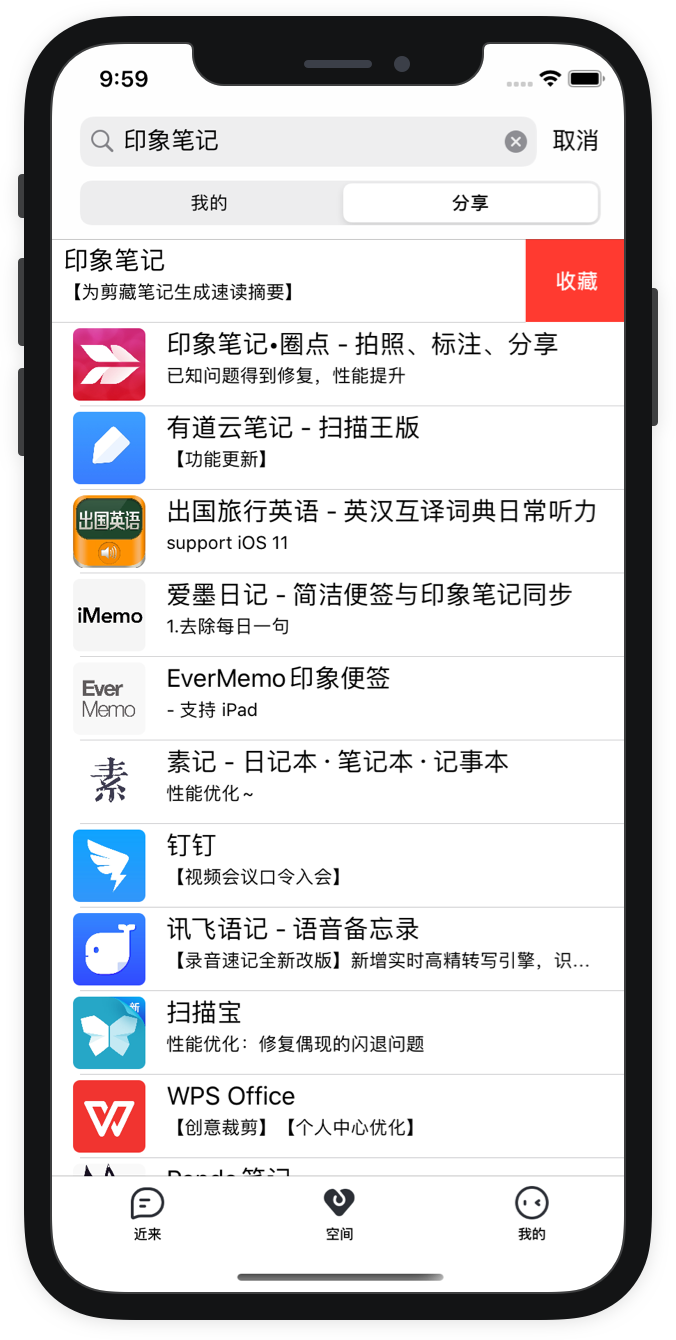 9:59
印象笔记
取消
我的
分享
印象笔记
收藏
【为剪藏笔记生成速读摘要】
印象笔记•圈点 - 拍照、标注、分享
已知问题得到修复，性能提升
有道云笔记 - 扫描王版
【功能更新】
出国英语
出国旅行英语 - 英汉互译词典日常听力
support iOS 11
iMemo
爱墨日记 - 简洁便签与印象笔记同步
1.去除每日一句
Ever
Memo
EverMemo印象便签
- 支持 iPad
素
素记 - 日记本 · 笔记本 · 记事本
性能优化~
钉钉
【视频会议口令入会】
讯飞语记 - 语音备忘录
【录音速记全新改版】新增实时高精转写引擎，识...
新
扫描宝
性能优化：修复偶现的闪退问题
WPS Office
【创意裁剪】【个人中心优化】
近来
空间
我的